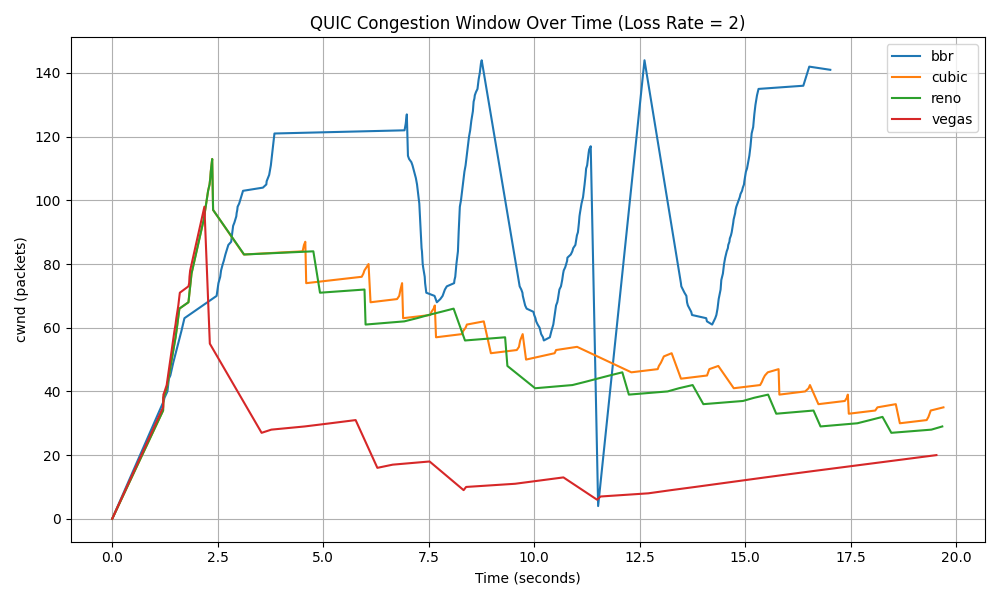 QUIC Congestion Window Over Time (Loss Rate = 2)
bbr
cubic
reno
vegas
140
120
100
80
60
40
20
0
cwnd (packets)
0.0 2.5 5.0 7.5 10.0 12.5 15.0 17.5 20.0
Time (seconds)